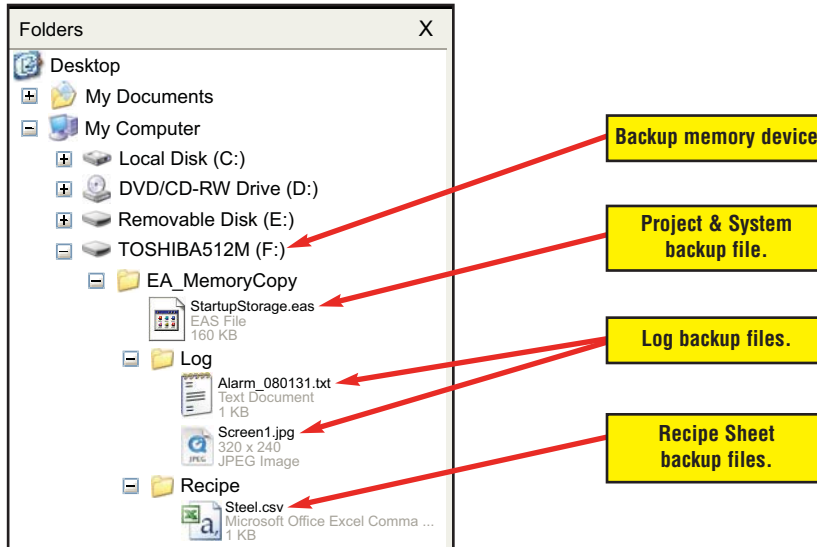 Folders X
Desktop
My Documents
My Computer
Local Disk (C:)
DVD/CD-RW Drive (D:)
Removable Disk (E:)
TOSHIBA512M (F:)
EA_MemoryCopy
StartupStorage.eas
EAS File
160 KB
Log
Alarm_080131.txt
Text Document
1 KB
Screen1.jpg
320 x 240
JPEG Image
JPEG
Recipe
Steel.csv
Microsoft Office Excel Comma ...
1 KB
a,
Backup memory device
Project & System
backup file.
Log backup files.
Recipe Sheet
backup files.